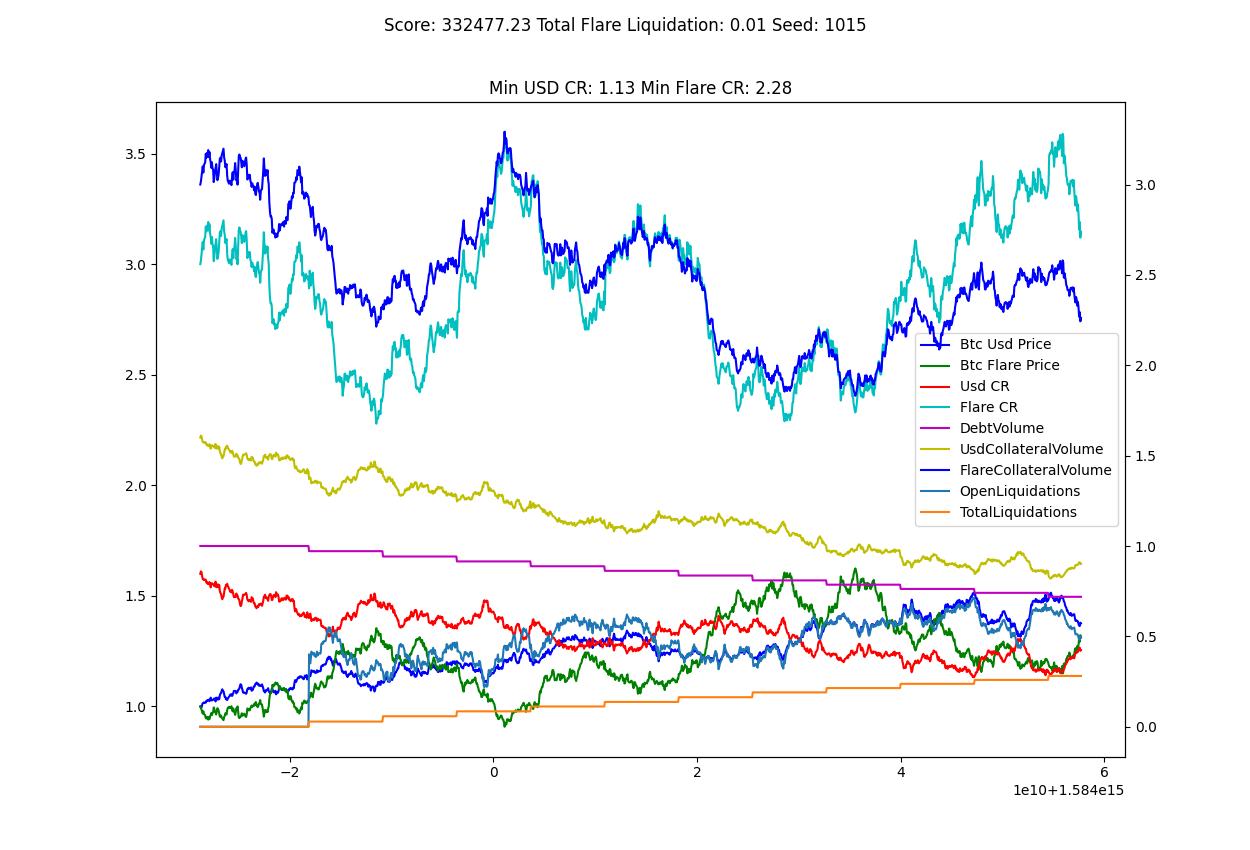 Score: 332477.23 Total Flare Liquidation: 0.01 Seed: 1015
Min USD CR: 1.13 Min Flare CR: 2.28
3.5
3.0
2.5
2.0
1.5
1.0
3.0
2.5
2.0
1.5
1.0
0.5
0.0
Btc Usd Price
Btc Flare Price
Usd CR
Flare CR
DebtVolume
UsdCollateralVolume
FlareCollateralVolume
OpenLiquidations
TotalLiquidations
−2 0 2 4 6
1e10+1.584e15